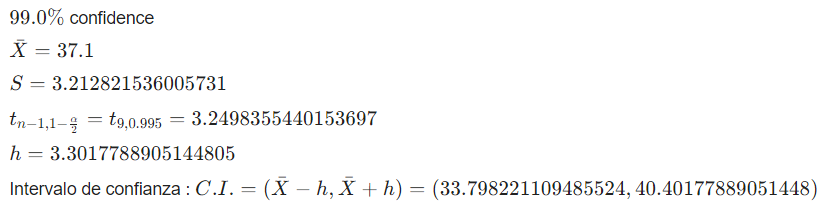 99.0% confidence
X̄ = 37.1
S = 3.212821536005731
t_{n−1,1−α/2} = t_{9,0.995} = 3.2498355440153697
h = 3.3017788905144805
Intervalo de confianza : C.I. = (X̄ − h, X̄ + h) = (33.798221109485524, 40.40177889051448)